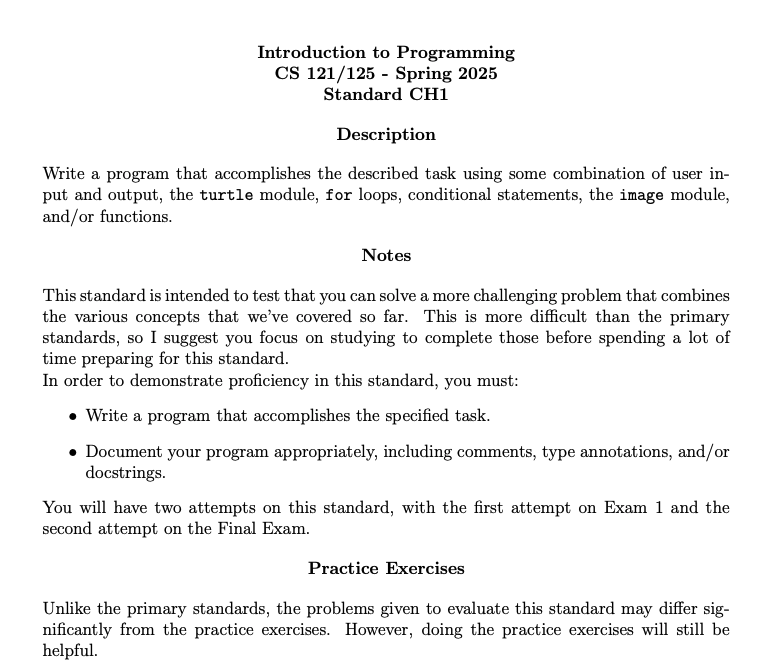 Introduction to Programming
CS 121/125 - Spring 2025
Standard CH1
Description
Write a program that accomplishes the described task using some combination of user in-
put and output, the turtle module, for loops, conditional statements, the image module,
and/or functions.
Notes
This standard is intended to test that you can solve a more challenging problem that combines
the various concepts that we've covered so far. This is more difficult than the primary
standards, so I suggest you focus on studying to complete those before spending a lot of
time preparing for this standard.
In order to demonstrate proficiency in this standard, you must:
• Write a program that accomplishes the specified task.
• Document your program appropriately, including comments, type annotations, and/or
docstrings.
You will have two attempts on this standard, with the first attempt on Exam 1 and the
second attempt on the Final Exam.
Practice Exercises
Unlike the primary standards, the problems given to evaluate this standard may differ sig-
nificantly from the practice exercises. However, doing the practice exercises will still be
helpful.